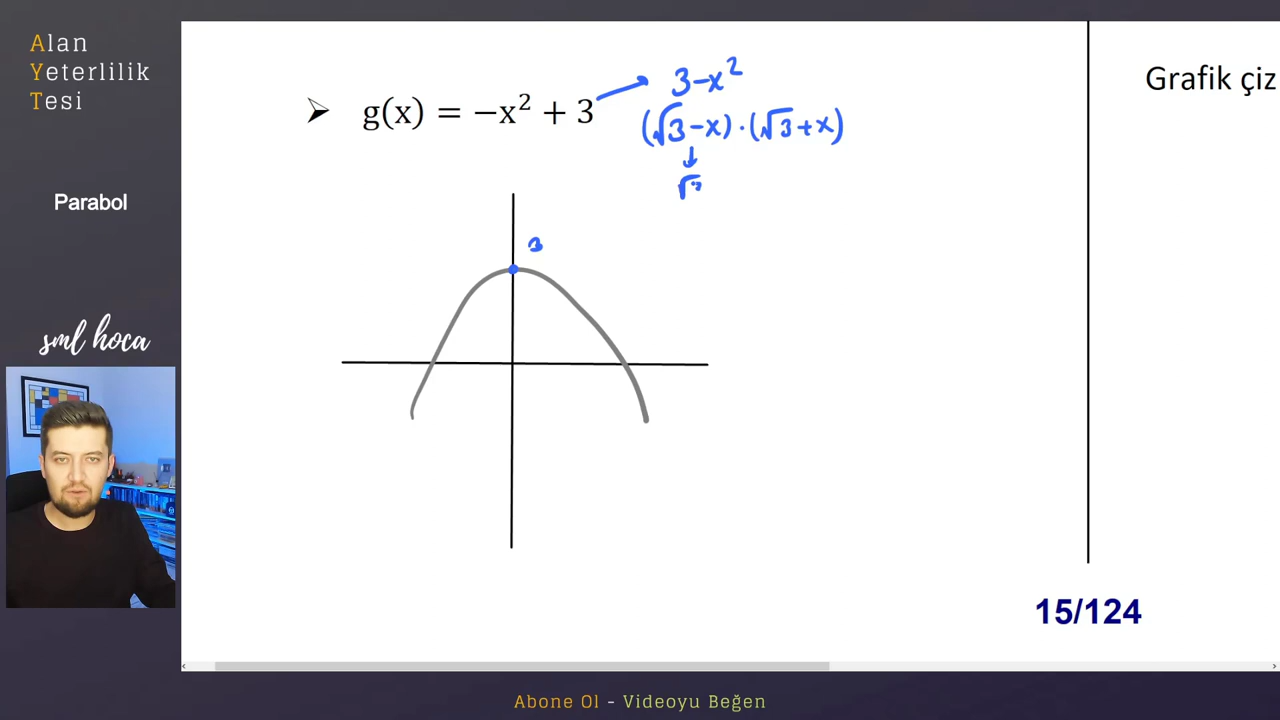 Alan
Yeterlilik
Tesi
Parabol
sml hoca
➢ g(x) = −x² + 3
3−x²
(√3−x)·(√3+x)
3
Grafik çiz
15/124
Abone Ol - Videoyu Beğen